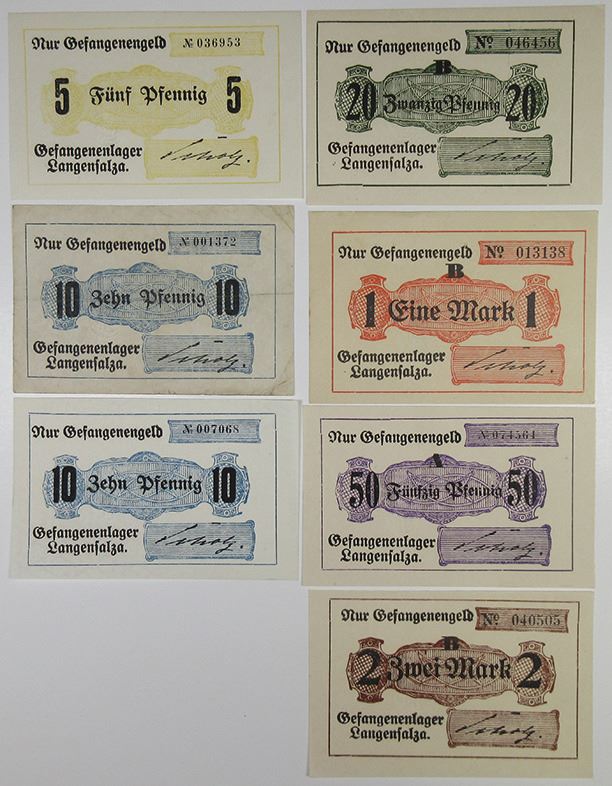 Nur Gefangenengeld № 036953
5 Fünf Pfennig 5
Gefangenenlager
Langensalza.
Nur Gefangenengeld № 001372
10 Zehn Pfennig 10
Gefangenenlager
Langensalza.
Nur Gefangenengeld № 007068
10 Zehn Pfennig 10
Gefangenenlager
Langensalza.
Nur Gefangenengeld № 046456
B
20 Zwanzig Pfennig 20
Gefangenenlager
Langensalza.
Nur Gefangenengeld № 013138
B
1 Eine Mark 1
Gefangenenlager
Langensalza.
Nur Gefangenengeld № 074564
A
50 Fünfzig Pfennig 50
Gefangenenlager
Langensalza.
Nur Gefangenengeld № 040505
B
2 Zwei Mark 2
Gefangenenlager
Langensalza.